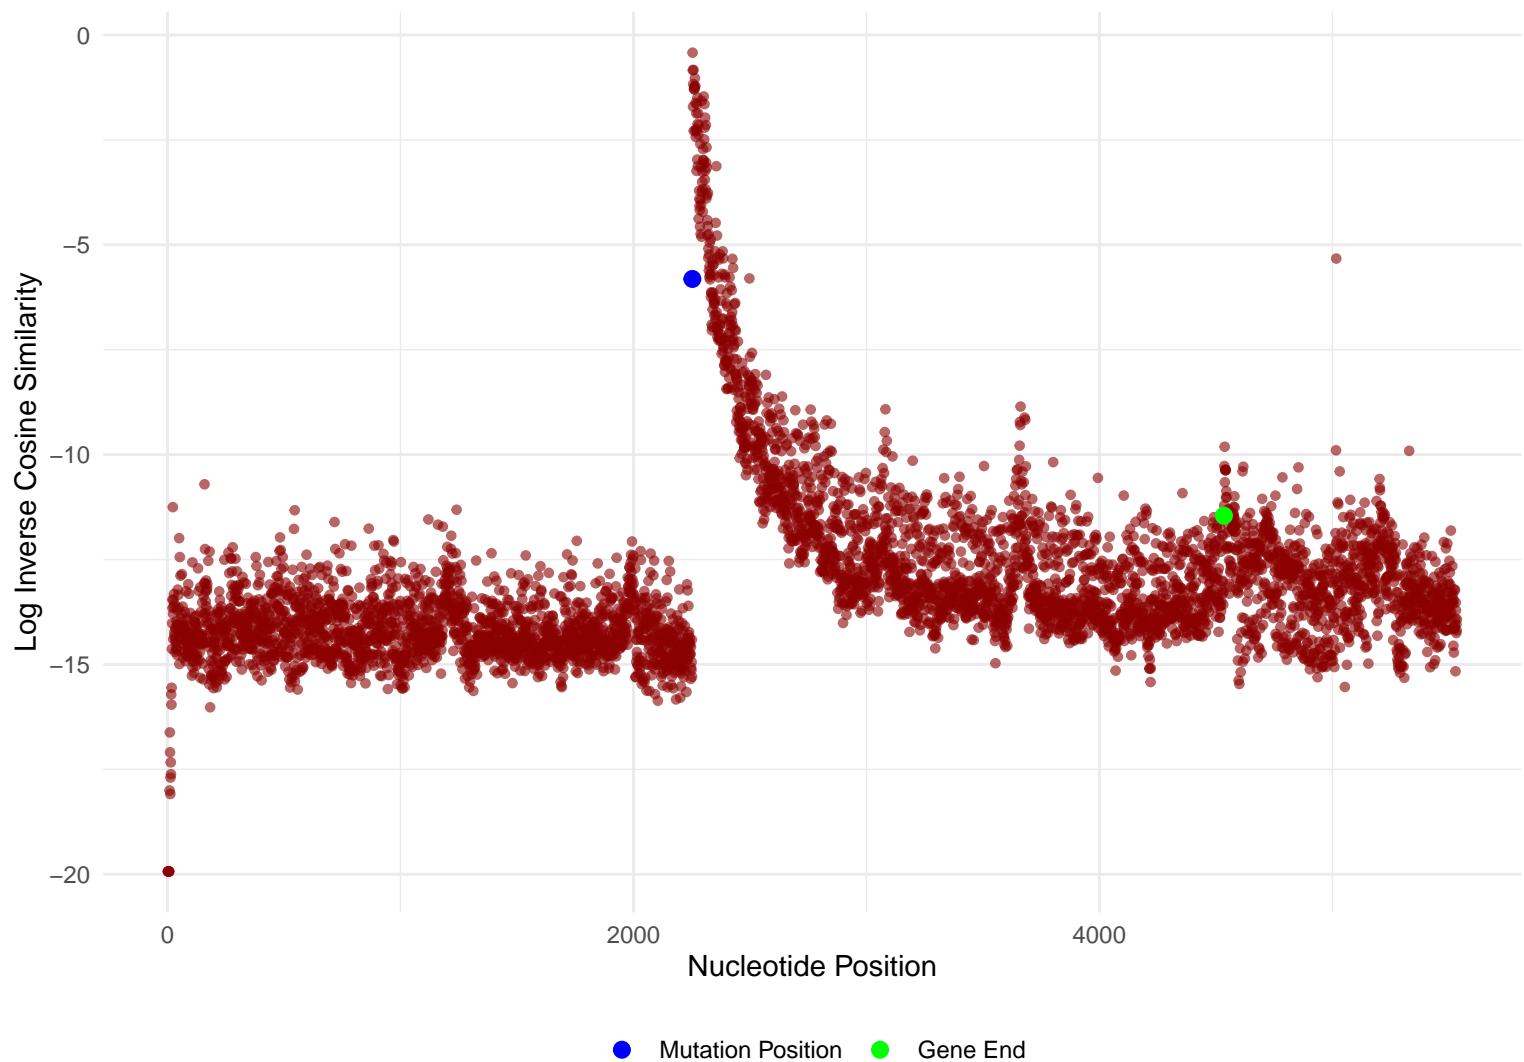 0
−5
−10
−15
−20
Log Inverse Cosine Similarity
0 2000 4000
Nucleotide Position
Mutation Position Gene End